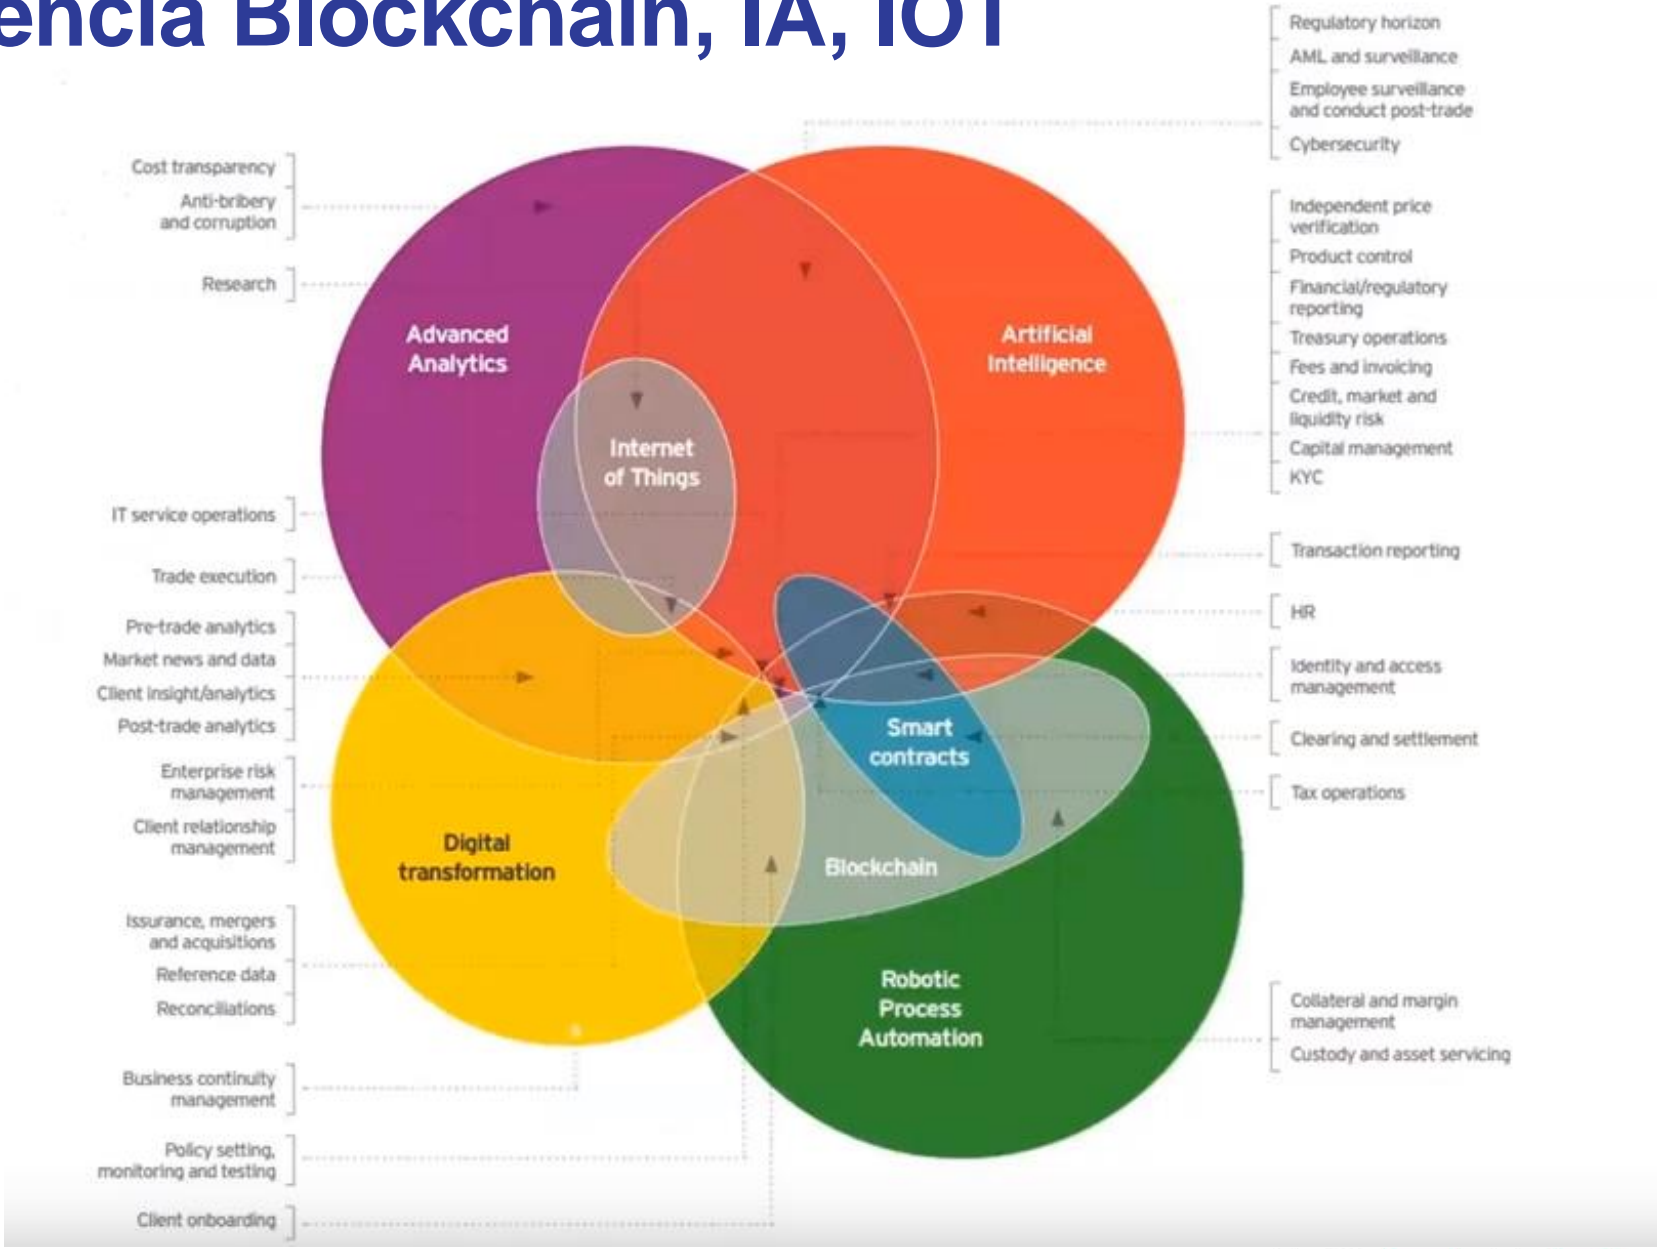 encia Blockchain, IA, IOT
Cost transparency
Anti-bribery
and corruption
Research
IT service operations
Trade execution
Pre-trade analytics
Market news and data
Client insight/analytics
Post-trade analytics
Enterprise risk
management
Client relationship
management
Issurance, mergers
and acquisitions
Reference data
Reconciliations
Business continuity
management
Policy setting,
monitoring and testing
Client onboarding
Advanced
Analytics
Artificial
Intelligence
Internet
of Things
Smart
contracts
Digital
transformation
Blockchain
Robotic
Process
Automation
Regulatory horizon
AML and surveillance
Employee surveillance
and conduct post-trade
Cybersecurity
Independent price
verification
Product control
Financial/regulatory
reporting
Treasury operations
Fees and invoicing
Credit, market and
liquidity risk
Capital management
KYC
Transaction reporting
HR
Identity and access
management
Clearing and settlement
Tax operations
Collateral and margin
management
Custody and asset servicing